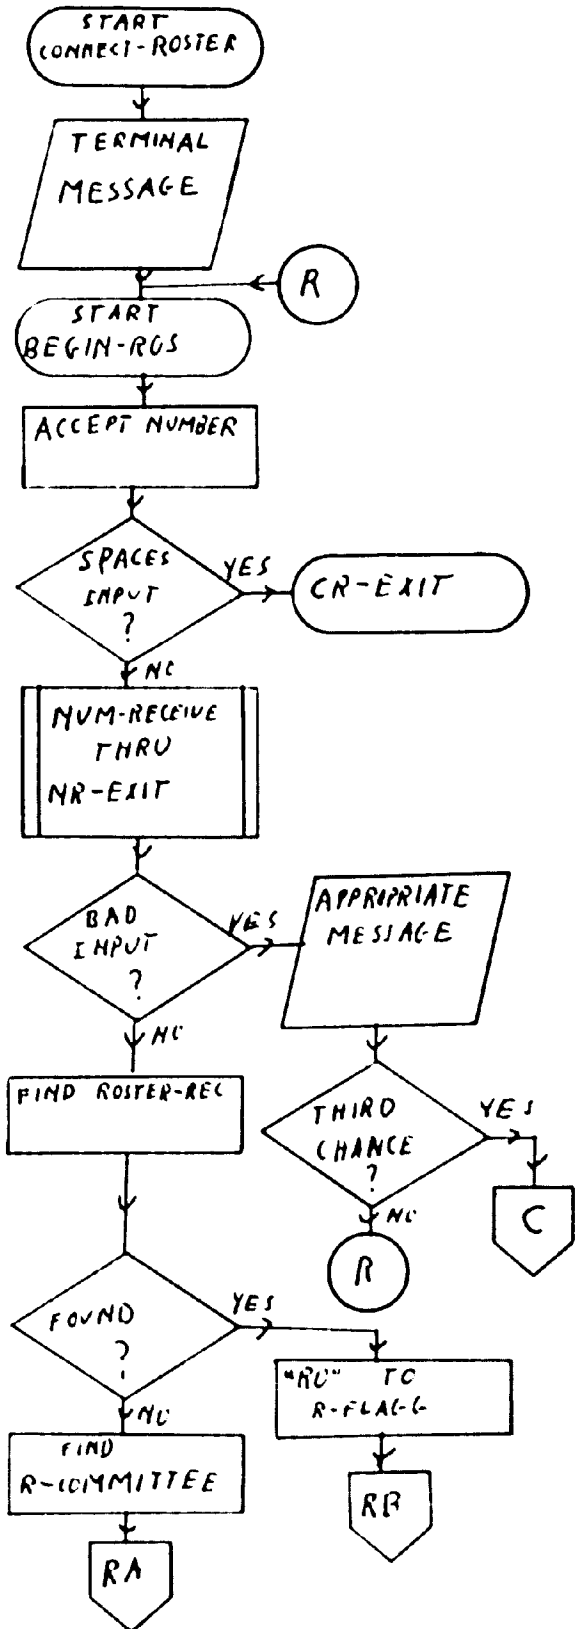 START
CONNECT-ROSTER
TERMINAL
MESSAGE
R
START
BEGIN-ROS
ACCEPT NUMBER
SPACES
INPUT
?
YES
CR-EXIT
NO
NUM-RECEIVE
THRU
NR-EXIT
BAD
INPUT
?
YES
APPROPRIATE
MESSAGE
NO
FIND ROSTER-REC
THIRD
CHANCE
?
YES
C
NO
R
FOUND
?
YES
"RO" TO
R-FLAGG
RB
NO
FIND
R-COMMITTEE
RA